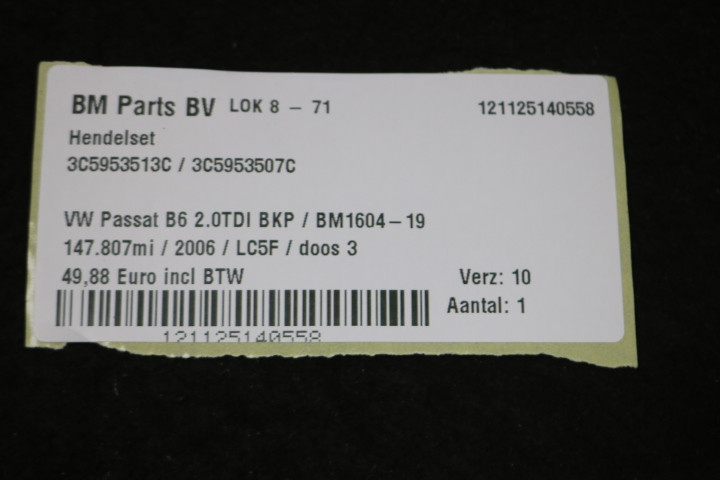 BM Parts BV LOK 8 – 71 121125140558
Hendelset
3C5953513C / 3C5953507C
VW Passat B6 2.0TDI BKP / BM1604–19
147.807mi / 2006 / LC5F / doos 3
49,88 Euro incl BTW Verz: 10
Aantal: 1
121125140558